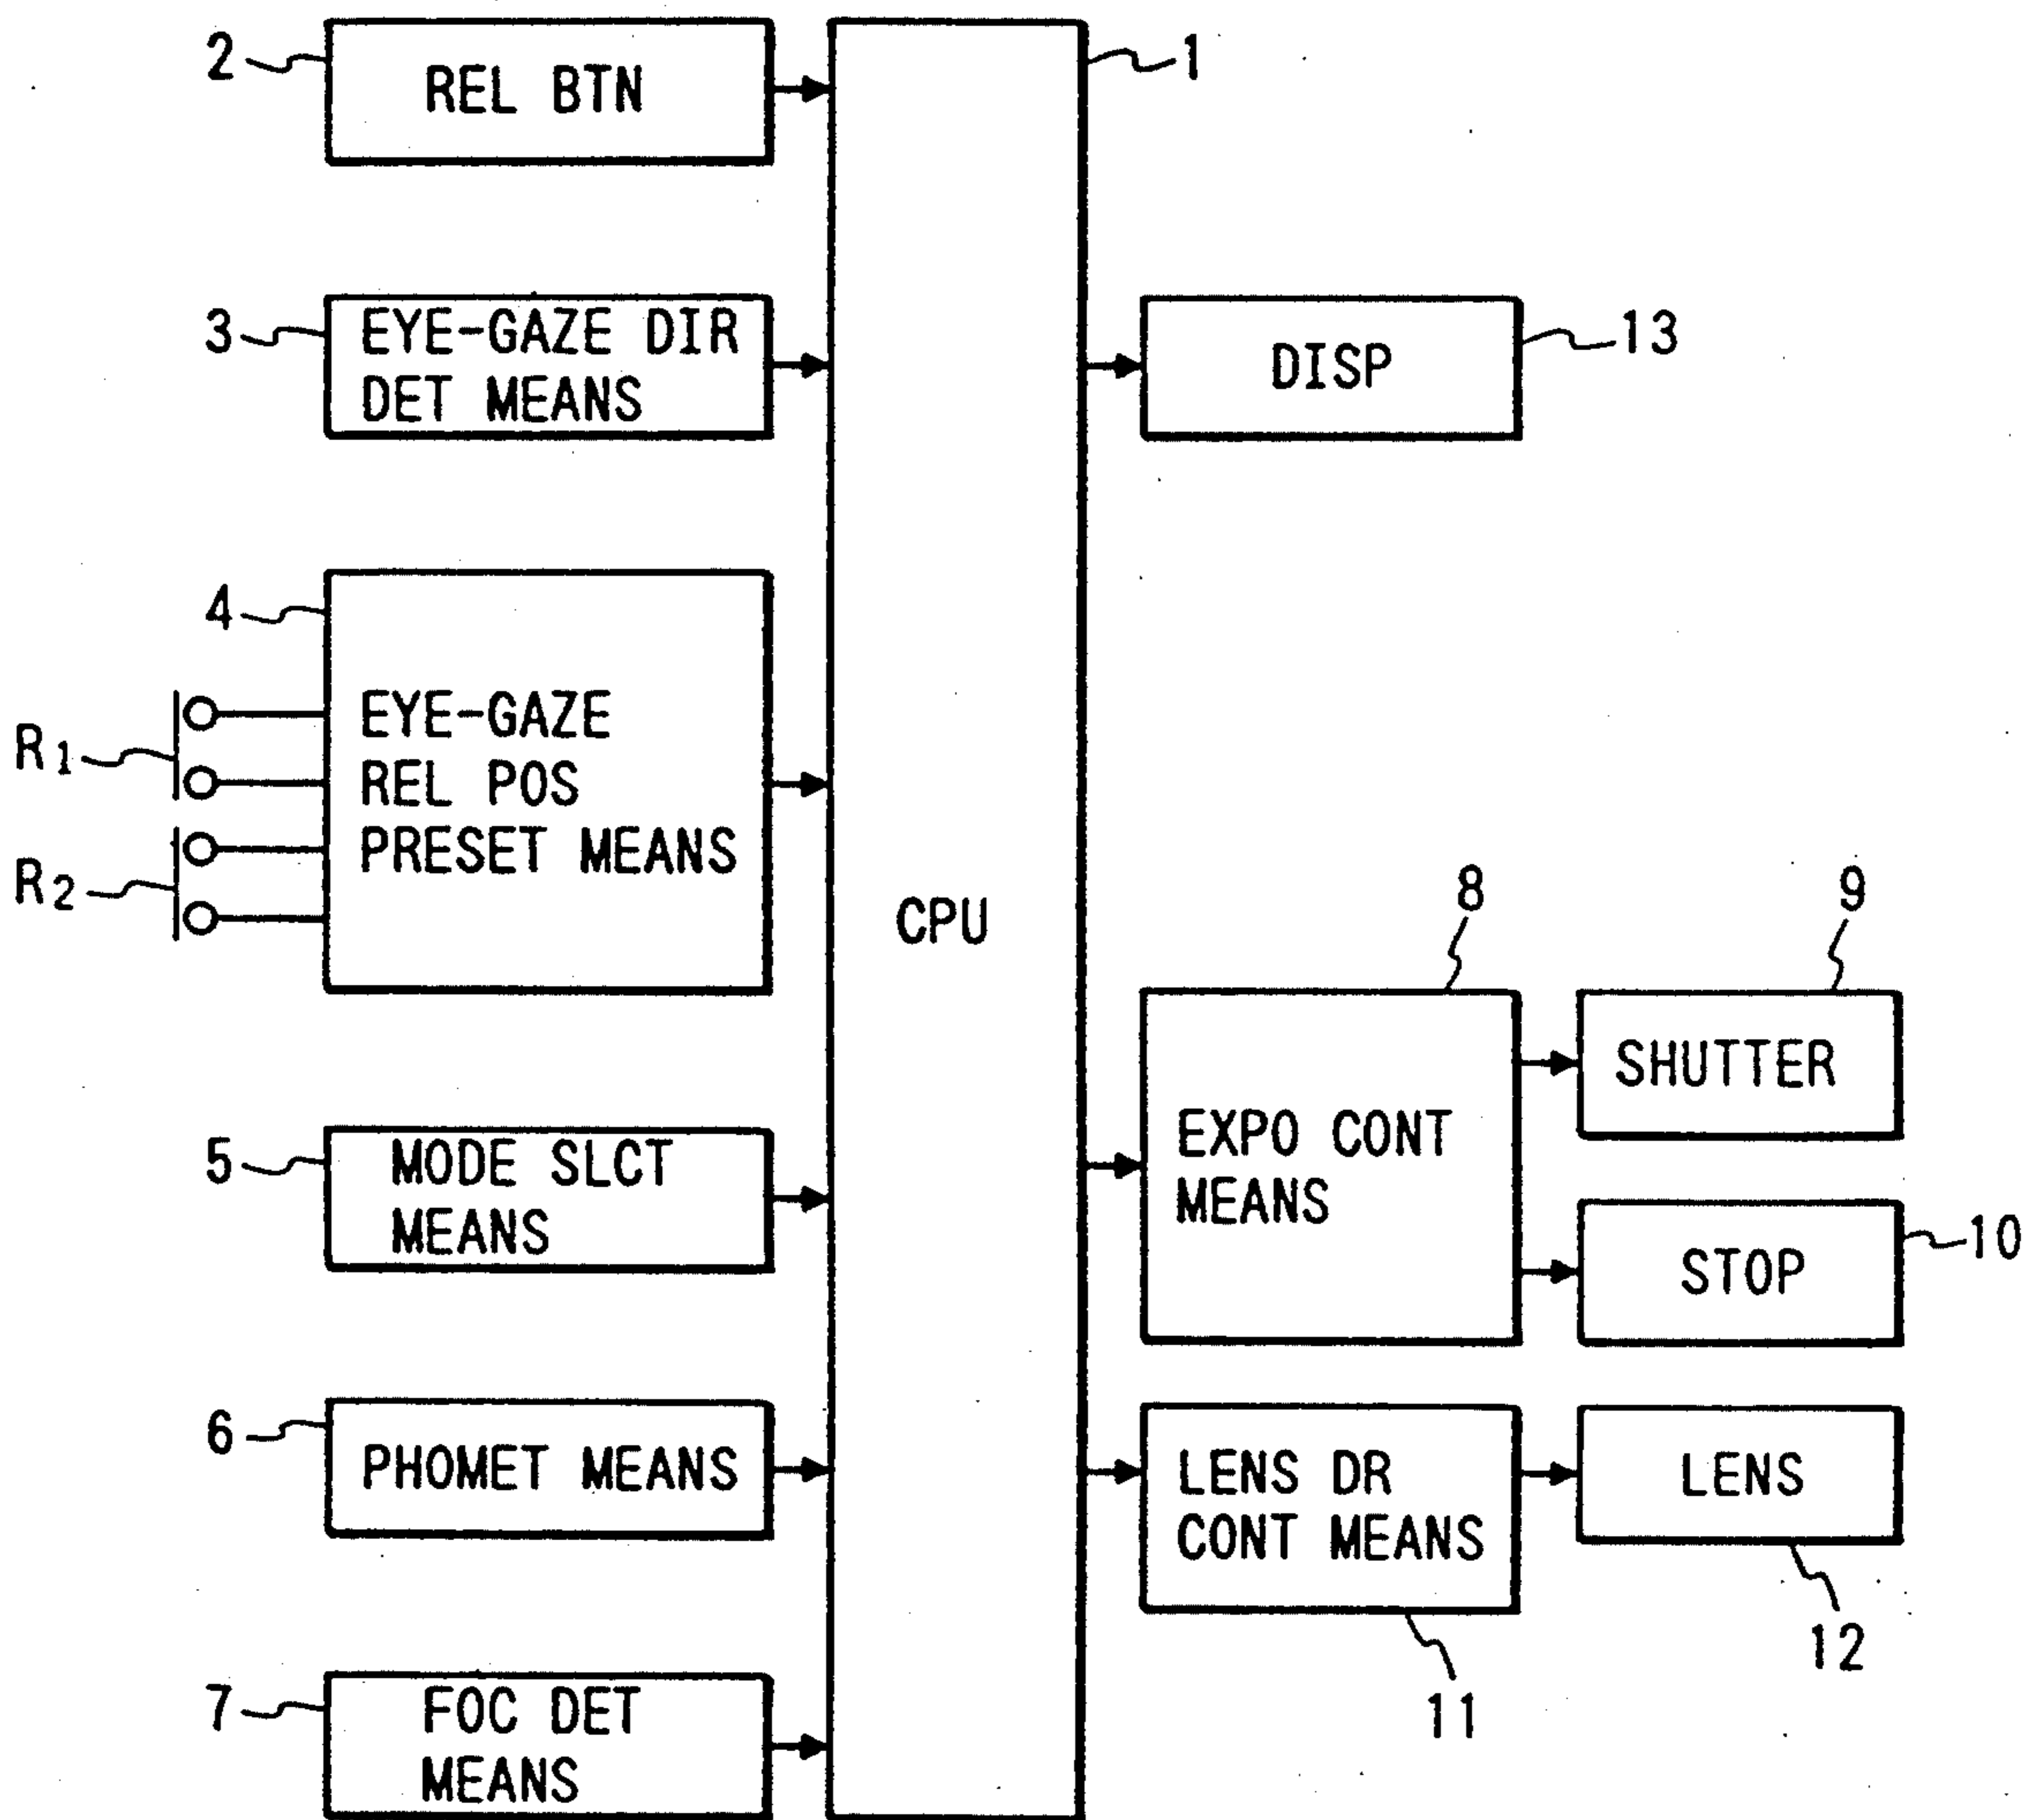 2
REL BTN
1
3
EYE-GAZE DIR
DET MEANS
DISP
13
4
R1
R2
EYE-GAZE
REL POS
PRESET MEANS
CPU
8
9
EXPO CONT
MEANS
SHUTTER
STOP
10
5
MODE SLCT
MEANS
6
PHOMET MEANS
LENS DR
CONT MEANS
LENS
11
12
7
FOC DET
MEANS